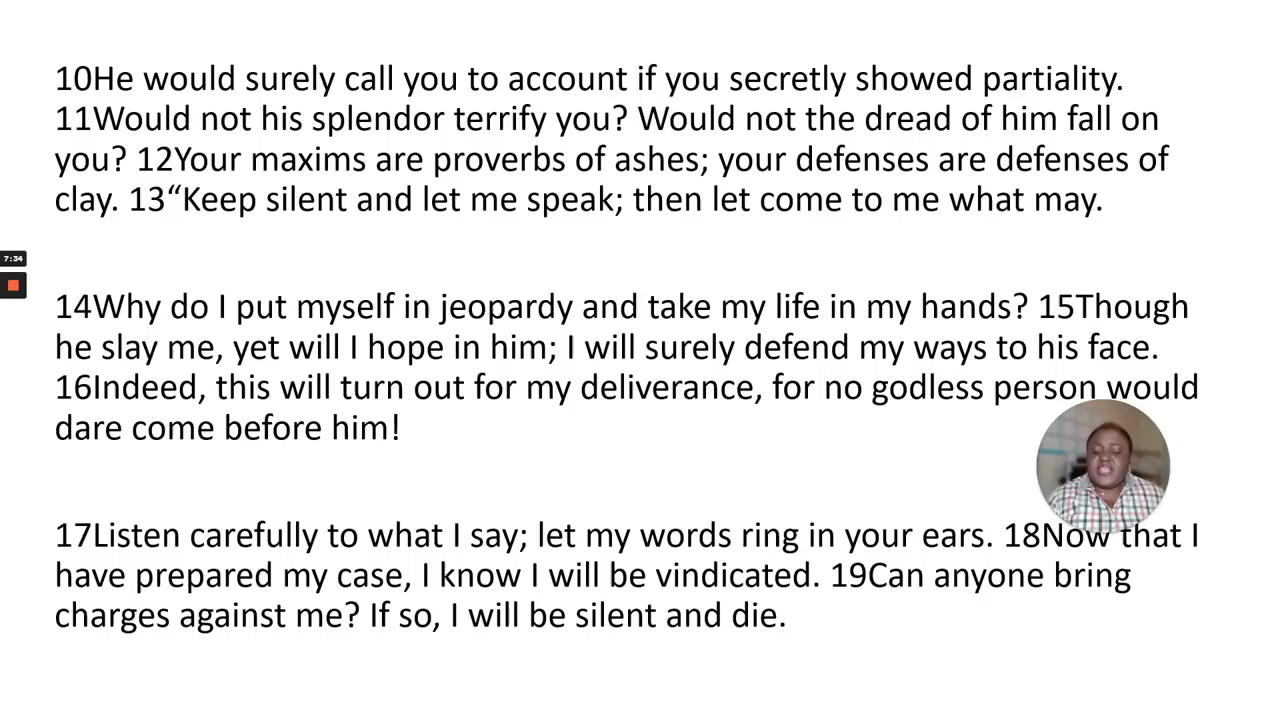 10He would surely call you to account if you secretly showed partiality.
11Would not his splendor terrify you? Would not the dread of him fall on
you? 12Your maxims are proverbs of ashes; your defenses are defenses of
clay. 13“Keep silent and let me speak; then let come to me what may.
7:34
14Why do I put myself in jeopardy and take my life in my hands? 15Though
he slay me, yet will I hope in him; I will surely defend my ways to his face.
16Indeed, this will turn out for my deliverance, for no godless person would
dare come before him!
17Listen carefully to what I say; let my words ring in your ears. 18Now that I
have prepared my case, I know I will be vindicated. 19Can anyone bring
charges against me? If so, I will be silent and die.